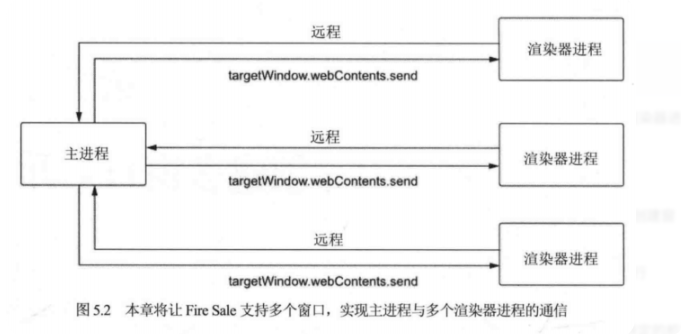 远程
渲染器进程
targetWindow.webContents.send
主进程
远程
渲染器进程
targetWindow.webContents.send
远程
渲染器进程
targetWindow.webContents.send
图5.2 本章将让 Fire Sale 支持多个窗口，实现主进程与多个渲染器进程的通信